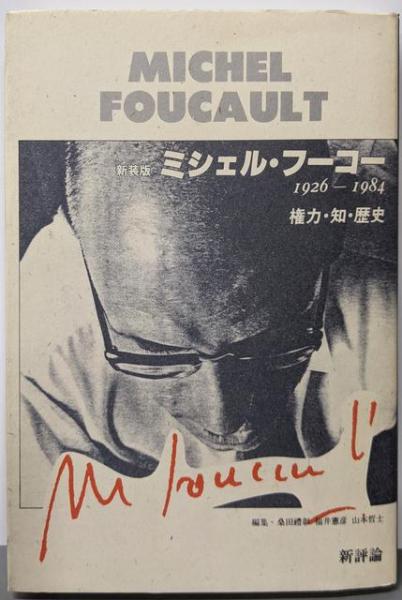 MICHEL
FOUCAULT
新装版 ミシェル・フーコー
1926−1984
権力・知・歴史
M Foucault
編集・桑田禮彰 福井憲彦 山本哲士
新評論